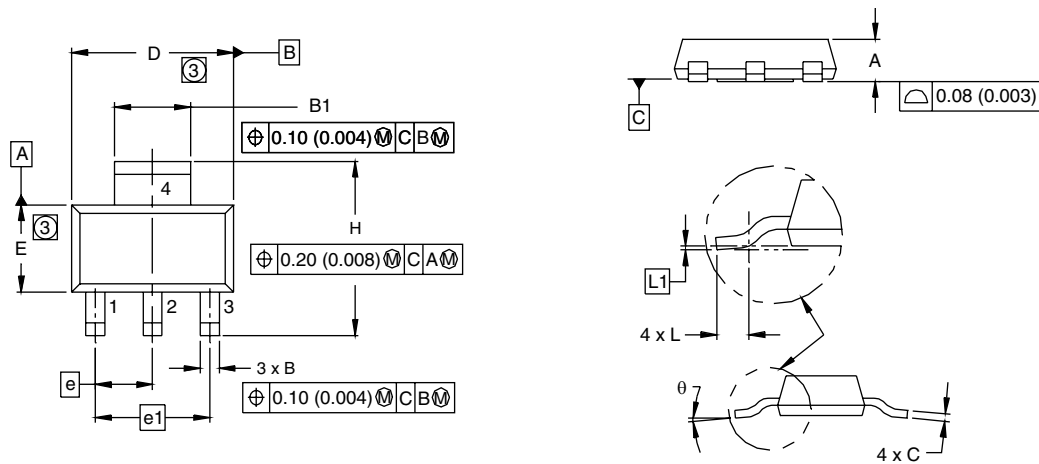 D
③
B
B1
⌖ 0.10 (0.004) Ⓜ C B Ⓜ
A
4
③
E
H
⌖ 0.20 (0.008) Ⓜ C A Ⓜ
1 2 3
e
3 x B
e1
⌖ 0.10 (0.004) Ⓜ C B Ⓜ
A
C
⌓ 0.08 (0.003)
L1
4 x L
θ
4 x C